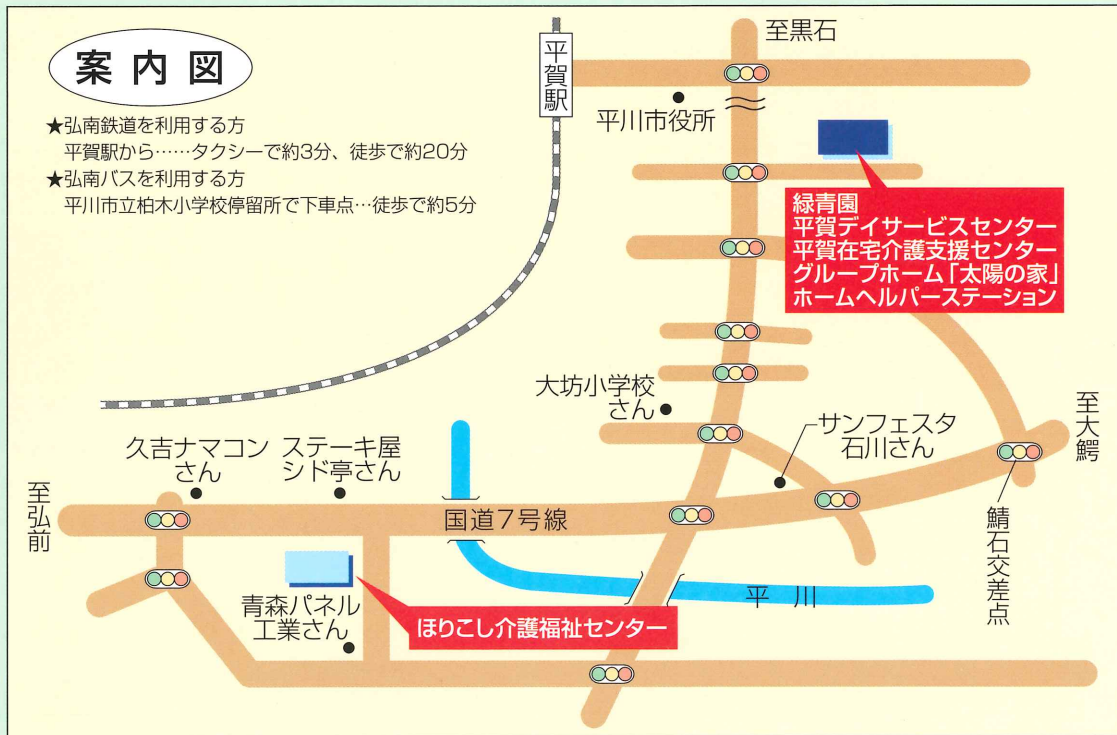 案内図
★弘南鉄道を利用する方
平賀駅から……タクシーで約3分、徒歩で約20分
★弘南バスを利用する方
平川市立柏木小学校停留所で下車点…徒歩で約5分
平賀駅
至黒石
平川市役所
緑青園
平賀デイサービスセンター
平賀在宅介護支援センター
グループホーム「太陽の家」
ホームヘルパーステーション
大坊小学校
さん
サンフェスタ
石川さん
至大鰐
久吉ナマコン
さん
ステーキ屋
シド亭さん
至弘前
国道7号線
鯖石交差点
平川
青森パネル
工業さん
ほりこし介護福祉センター